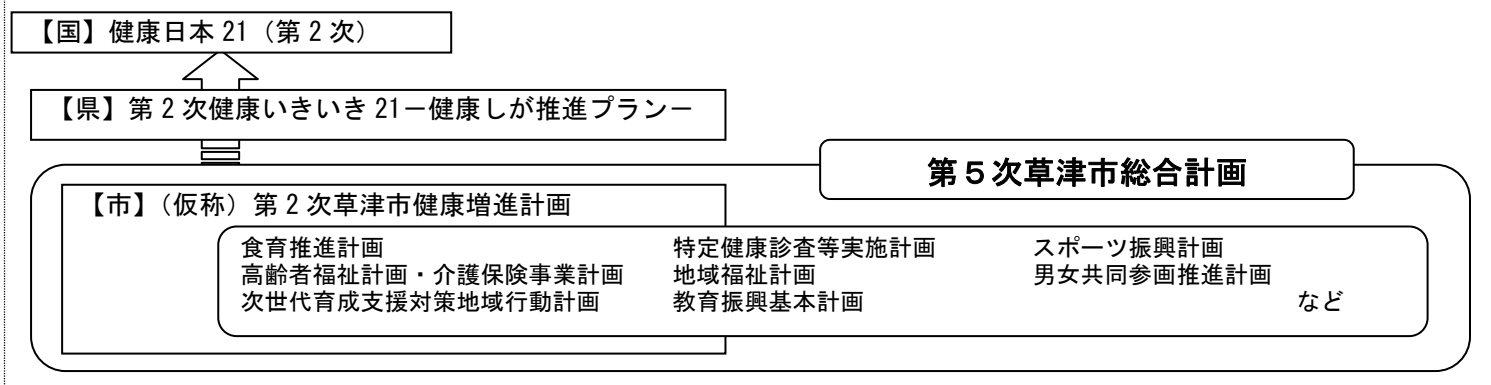 【国】健康日本21（第2次）
【県】第2次健康いきいき21－健康しが推進プラン－
第５次草津市総合計画
【市】（仮称）第2次草津市健康増進計画
食育推進計画 特定健康診査等実施計画 スポーツ振興計画
高齢者福祉計画・介護保険事業計画 地域福祉計画 男女共同参画推進計画
次世代育成支援対策地域行動計画 教育振興基本計画 など